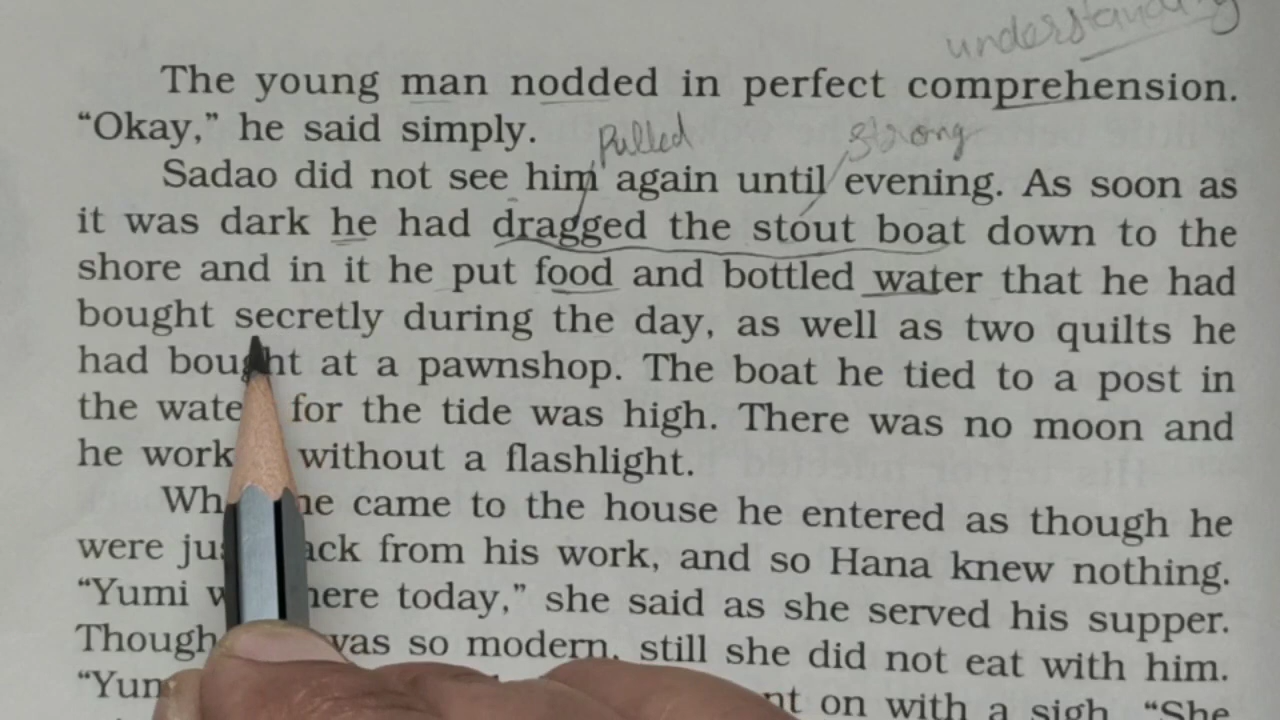 understanding
The young man nodded in perfect comprehension.
“Okay,” he said simply.
Pulled strong
Sadao did not see him again until evening. As soon as
it was dark he had dragged the stout boat down to the
shore and in it he put food and bottled water that he had
bought secretly during the day, as well as two quilts he
had bought at a pawnshop. The boat he tied to a post in
the water for the tide was high. There was no moon and
he work without a flashlight.
he came to the house he entered as though he
were back from his work, and so Hana knew nothing.
“Yumi here today,” she said as she served his supper.
Though was so modern, still she did not eat with him.
on with a sigh. “She